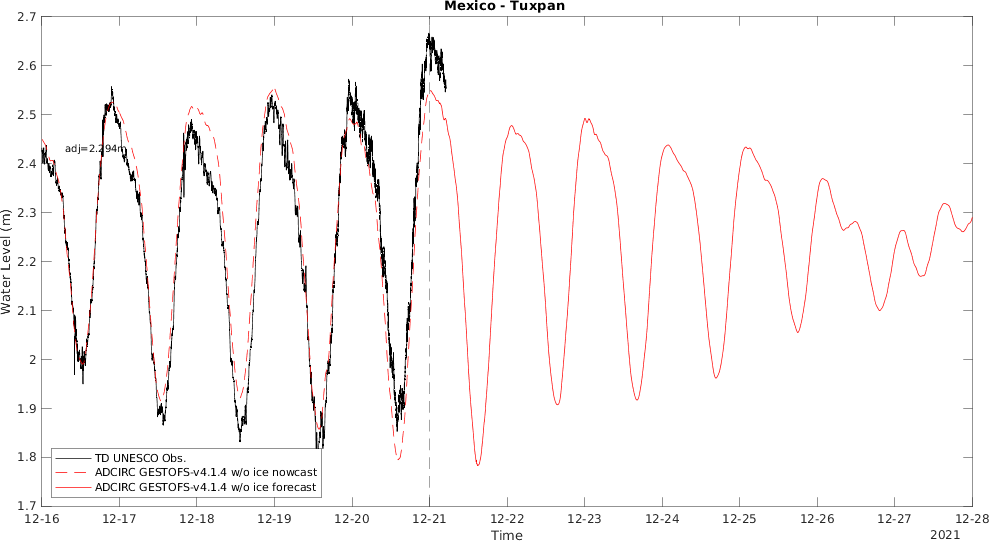 Mexico - Tuxpan
2.7
2.6
2.5
2.4
2.3
2.2
2.1
2
1.9
1.8
1.7
Water Level (m)
adj=2.294m
TD UNESCO Obs.
ADCIRC GESTOFS-v4.1.4 w/o ice nowcast
ADCIRC GESTOFS-v4.1.4 w/o ice forecast
12-16 12-17 12-18 12-19 12-20 12-21 12-22 12-23 12-24 12-25 12-26 12-27 12-28
Time
2021